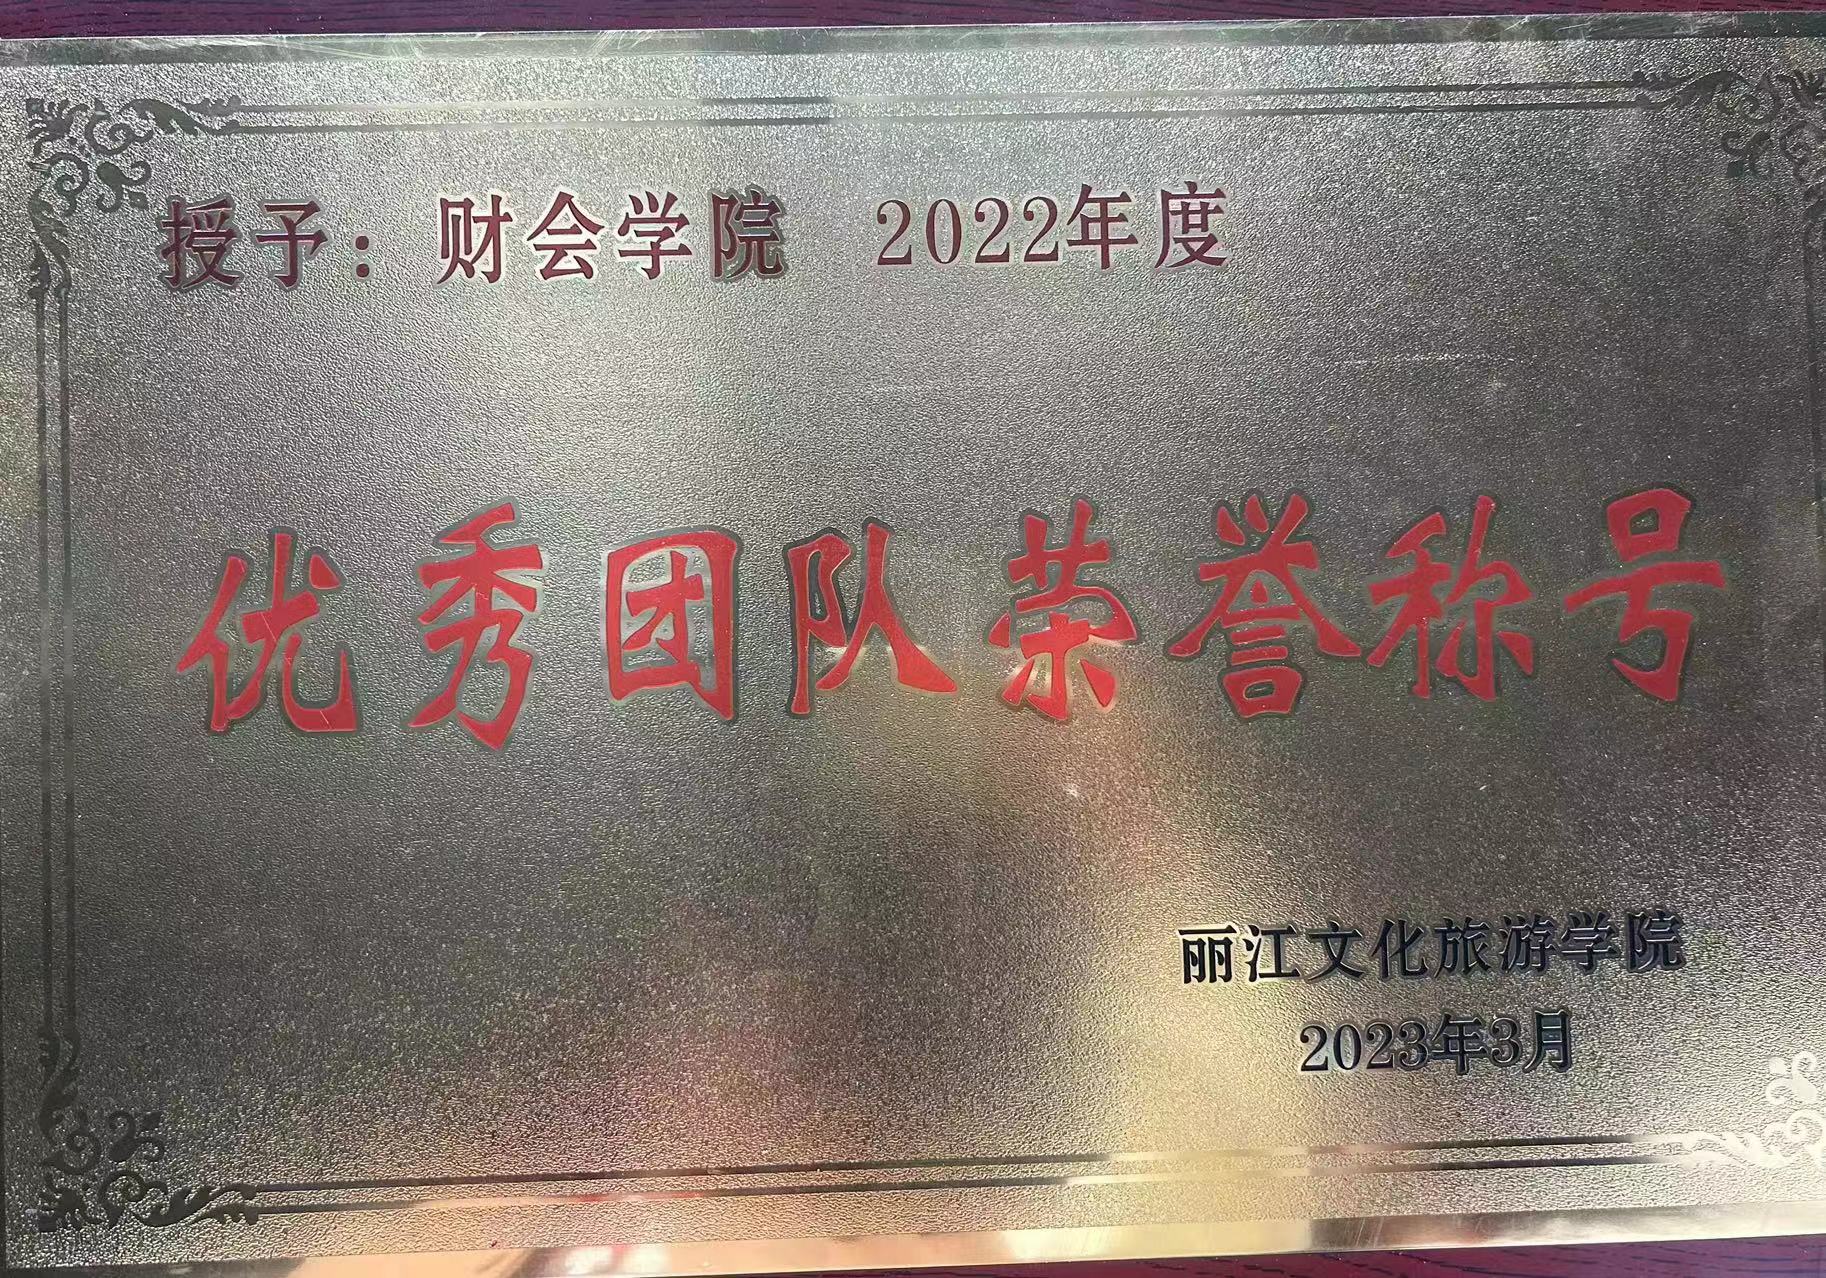 授予：财会学院 2022年度
优秀团队荣誉称号
丽江文化旅游学院
2023年3月